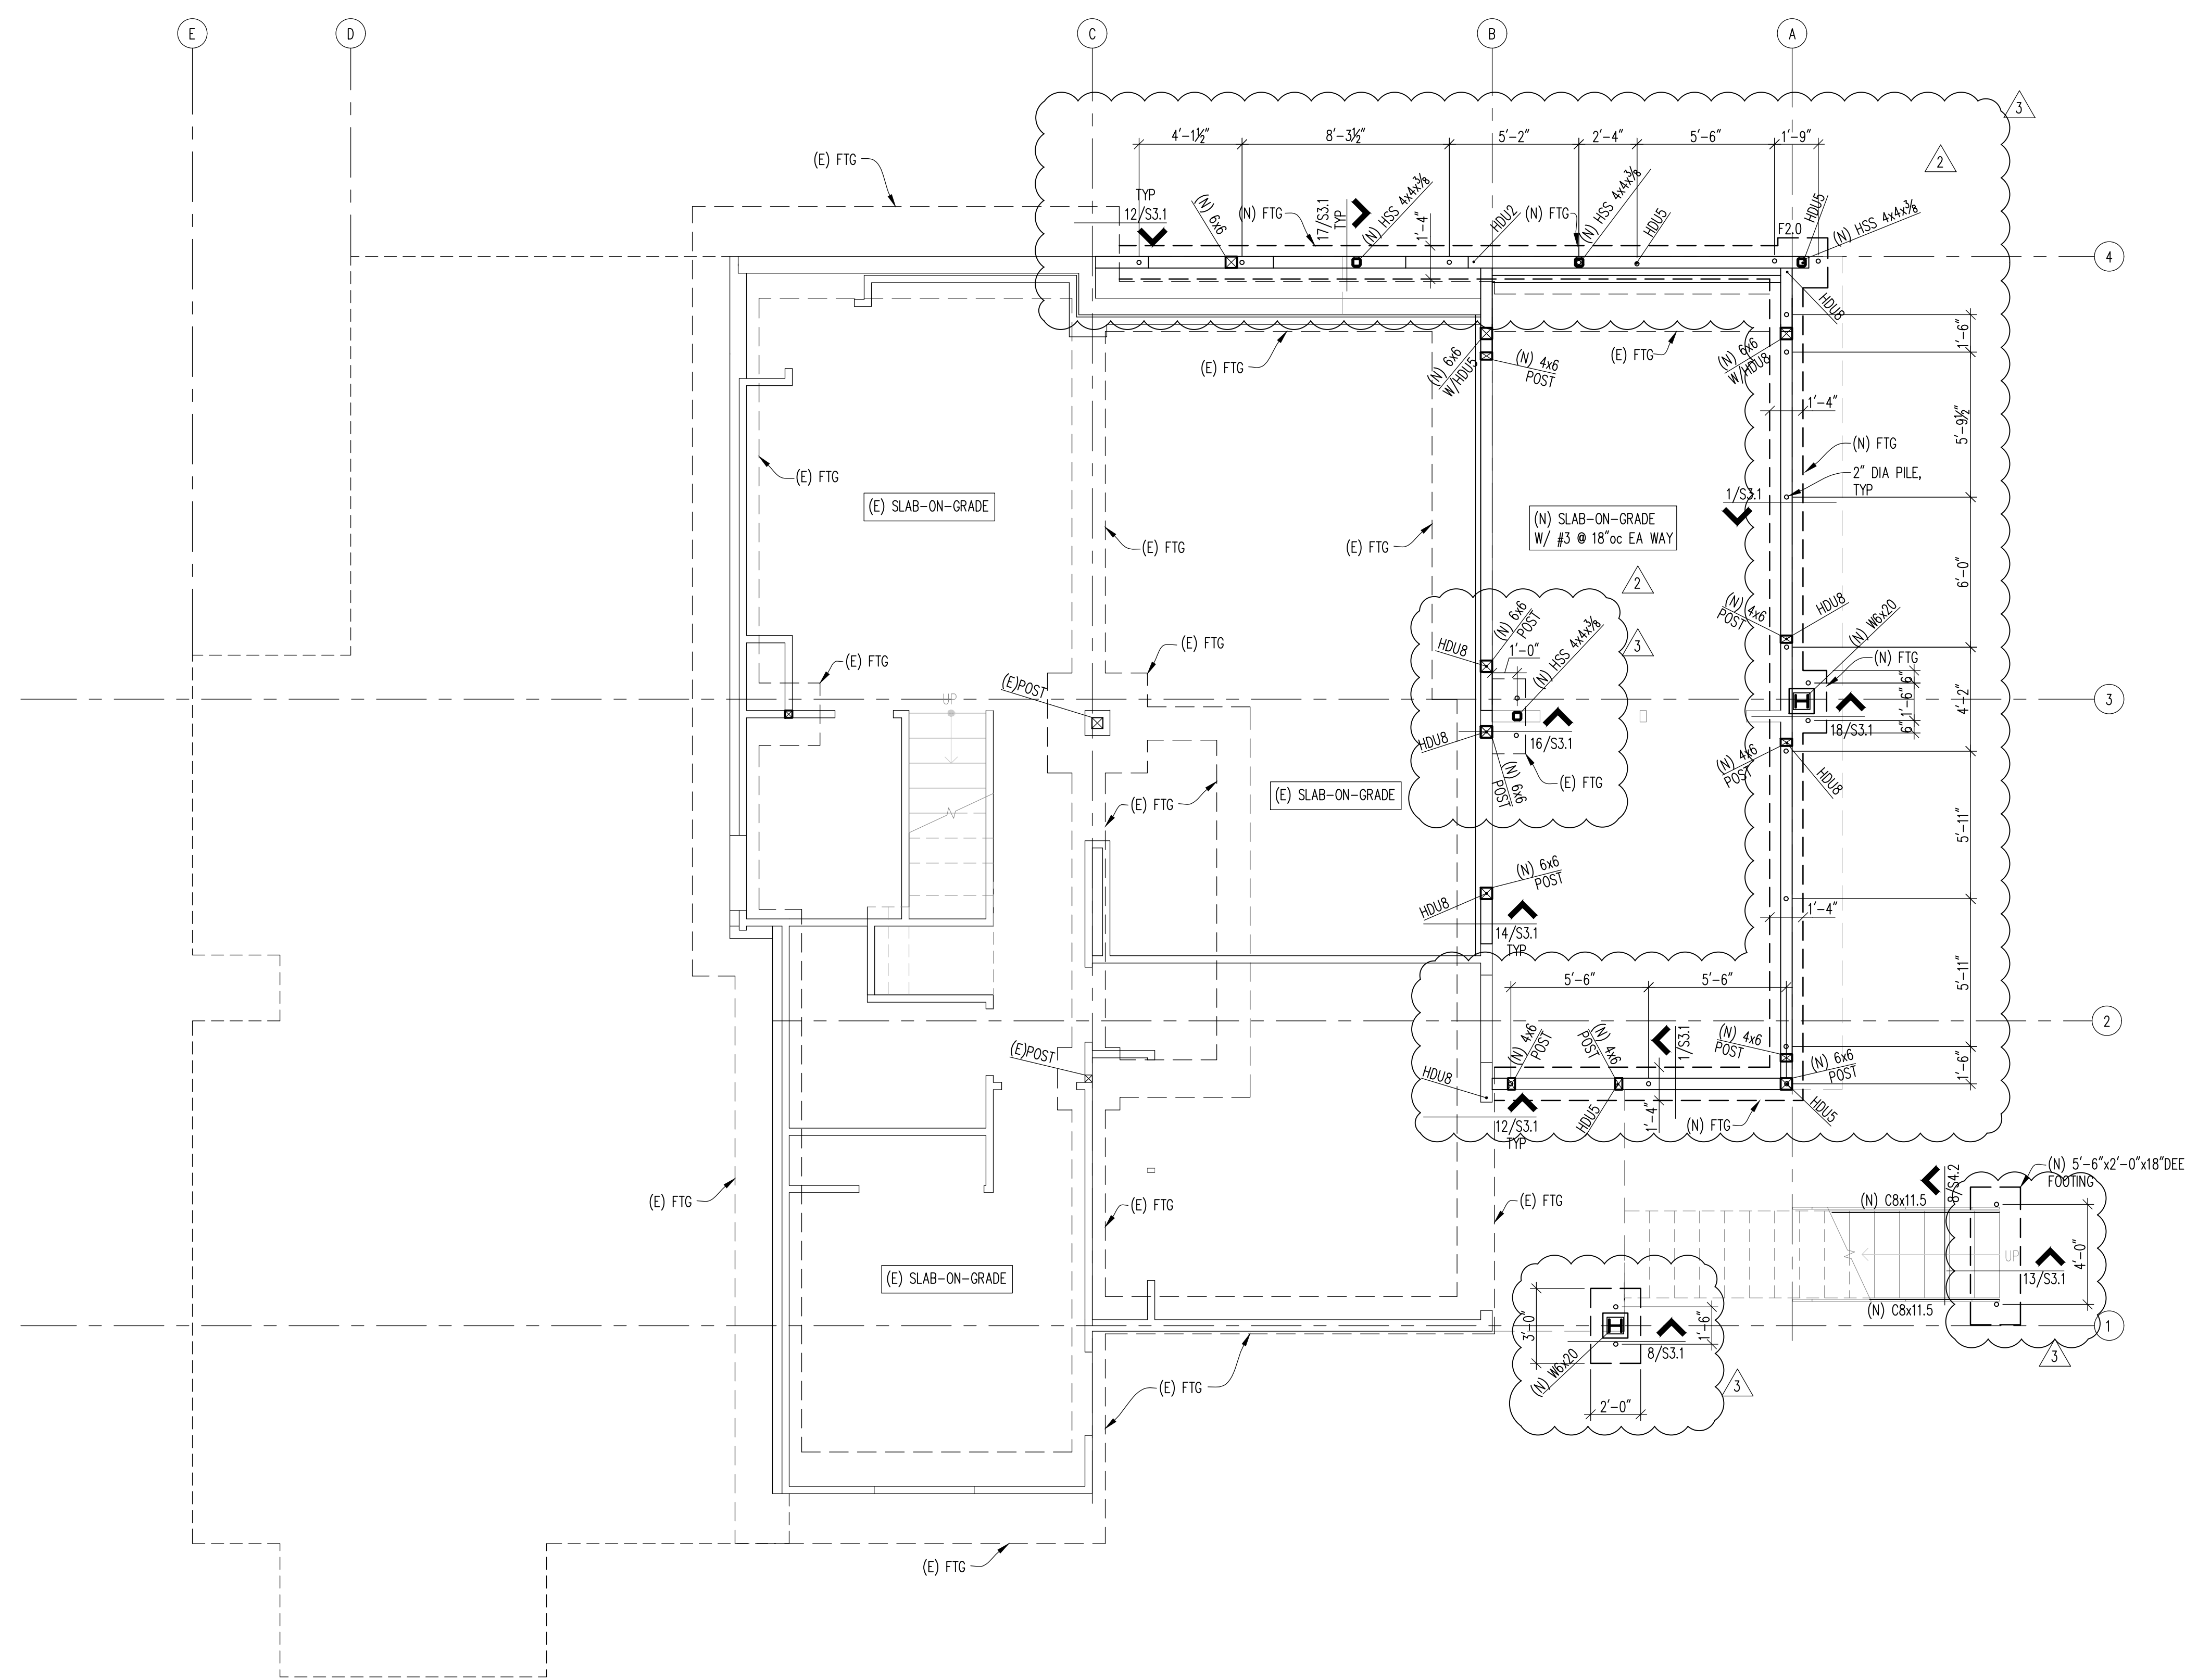 E
D
C
B
A
3
2
4'-1½"
8'-3½"
5'-2"
2'-4"
5'-6"
1'-9"
(E) FTG
TYP
12/S3.1
(N) 6x6
(N) FTG
17/S3.1
TYP
(N) HSS 4x4x⅜
1'-4"
HDU2
(N) FTG
(N) HSS 4x4x⅜
HDU5
F2.0
HDU5
(N) HSS 4x4x⅜
4
HDU8
1'-6"
(E) FTG
(N) 6x6
W/HDU5
(N) 4x6
POST
(E) FTG
(N) 6x6
W/HDU8
1'-4"
5'-9½"
(N) FTG
2" DIA PILE,
TYP
(E) FTG
(E) SLAB-ON-GRADE
(E) FTG
(E) FTG
1/S3.1
(N) SLAB-ON-GRADE
W/ #3 @ 18"oc EA WAY
6'-0"
2
3
(N) 6x6
POST
HDU8
1'-0"
(N) HSS 4x4x⅜
(N) 4x6
POST
HDU8
(N) W6x20
(N) FTG
(E) FTG
(E) FTG
(E)POST
UP
6"
1'-6"
6"
4'-2"
3
18/S3.1
16/S3.1
HDU8
(N) 6x6
POST
(E) FTG
(N) 4x6
POST
HDU8
(E) SLAB-ON-GRADE
(E) FTG
5'-11"
(N) 6x6
POST
HDU8
14/S3.1
TYP
1'-4"
5'-11"
5'-6"
5'-6"
2
(E)POST
(N) 4x6
POST
(N) 4x6
POST
1/S3.1
(N) 4x6
POST
(N) 6x6
POST
1'-6"
HDU8
12/S3.1
TYP
HDU5
1'-4"
(N) FTG
HDU5
(E) FTG
(E) FTG
(E) FTG
8/S4.2
(N) 5'-6"x2'-0"x18"DEE
FOOTING
(N) C8x11.5
UP
13/S3.1
4'-0"
(N) C8x11.5
1
3
(E) SLAB-ON-GRADE
3'-0"
1'-6"
8/S3.1
(N) W6x20
2'-0"
3
(E) FTG
(E) FTG